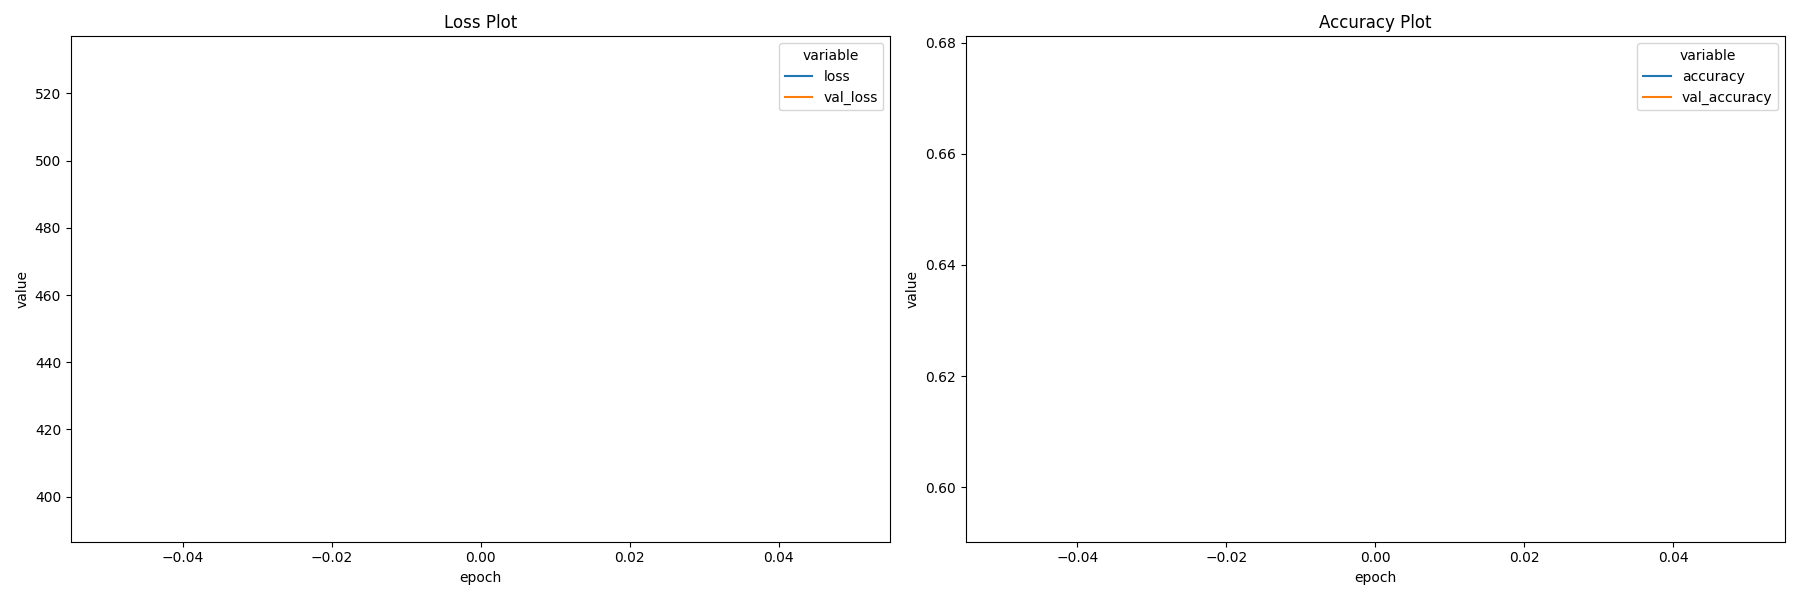 Loss Plot
variable
loss
val_loss
520
500
480
460
440
420
400
value
−0.04 −0.02 0.00 0.02 0.04
epoch
Accuracy Plot
variable
accuracy
val_accuracy
0.68
0.66
0.64
0.62
0.60
value
−0.04 −0.02 0.00 0.02 0.04
epoch